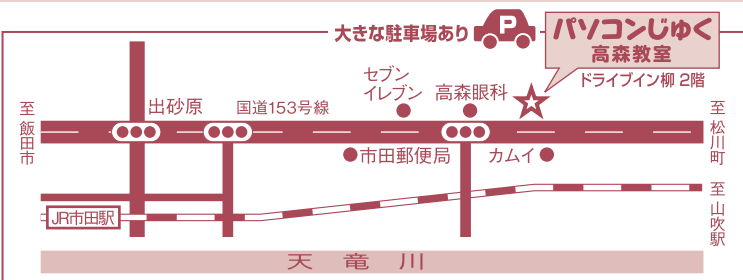 大きな駐車場あり
P
パソコンじゅく
高森教室
ドライブイン柳 2階
セブン
イレブン
高森眼科
出砂原
国道153号線
至 飯田市
至 松川町
市田郵便局
カムイ
JR市田駅
至 山吹駅
天竜川